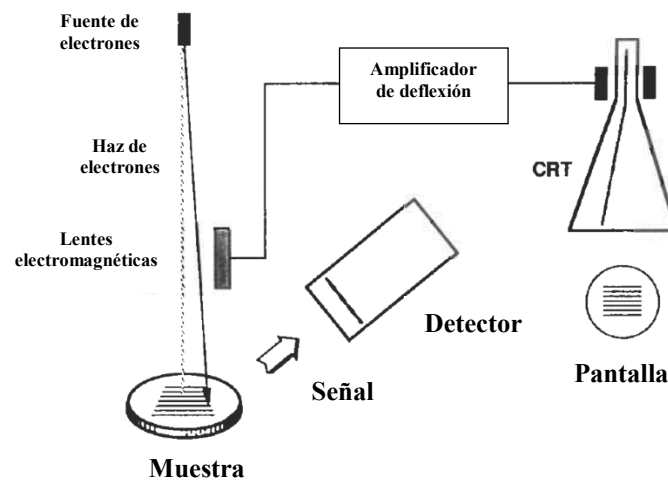 Fuente de
electrones
Amplificador
de deflexión
Haz de
electrones
CRT
Lentes
electromagnéticas
Detector
Señal
Pantalla
Muestra